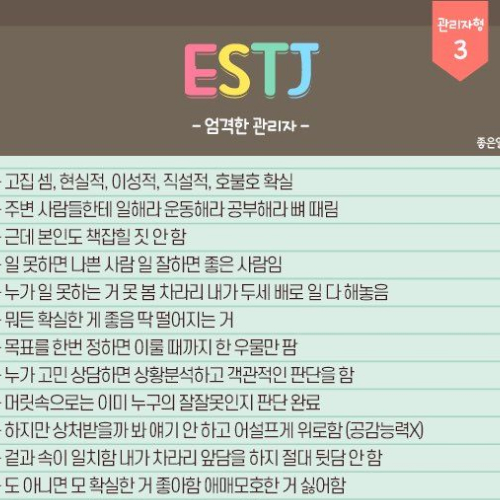 관리자형
3
ESTJ
- 엄격한 관리자 -
고집 셈, 현실적, 이성적, 직설적, 호불호 확실
주변 사람들한테 일해라 운동해라 공부해라 뼈 때림
근데 본인도 책잡힐 짓 안 함
일 못하면 나쁜 사람 일 잘하면 좋은 사람임
누가 일 못하는 거 못 봄 차라리 내가 두세 배로 일 다 해놓음
뭐든 확실한 게 좋음 딱 떨어지는 거
목표를 한번 정하면 이룰 때까지 한 우물만 팜
누가 고민 상담하면 상황분석하고 객관적인 판단을 함
머릿속으로는 이미 누구의 잘잘못인지 판단 완료
하지만 상처받을까 봐 얘기 안 하고 어설프게 위로함 (공감능력X)
겉과 속이 일치함 내가 차라리 앞담을 하지 절대 뒷담 안 함
도 아니면 모 확실한 거 좋아함 애매모호한 거 싫어함